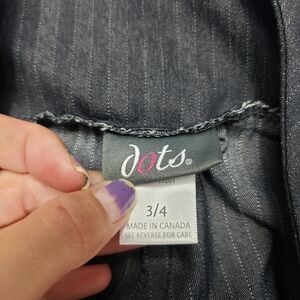 dots®
3/4
MADE IN CANADA
SEE REVERSE FOR CARE